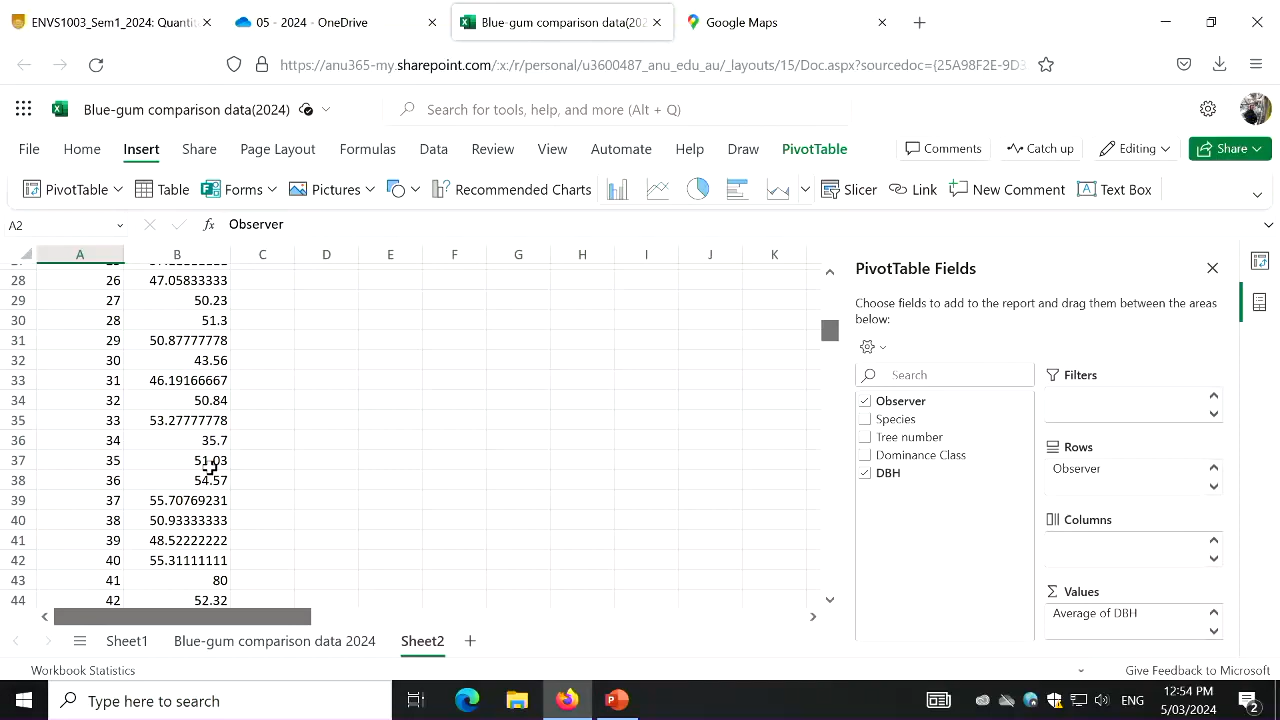 ENVS1003_Sem1_2024: Quantit
05 - 2024 - OneDrive
Blue-gum comparison data(202
Google Maps
https://anu365-my.sharepoint.com/:x:/r/personal/u3600487_anu_edu_au/_layouts/15/Doc.aspx?sourcedoc={25A98F2E-9D3
Blue-gum comparison data(2024)
Search for tools, help, and more (Alt + Q)
File Home Insert Share Page Layout Formulas Data Review View Automate Help Draw PivotTable
Comments Catch up Editing Share
PivotTable Table Forms Pictures Recommended Charts Slicer Link New Comment Text Box
A2 fx Observer
A B C D E F G H I J K
28 26 47.05833333
29 27 50.23
30 28 51.3
31 29 50.87777778
32 30 43.56
33 31 46.19166667
34 32 50.84
35 33 53.27777778
36 34 35.7
37 35 51.03
38 36 54.57
39 37 55.70769231
40 38 50.93333333
41 39 48.52222222
42 40 55.31111111
43 41 80
44 42 52.32
PivotTable Fields
Choose fields to add to the report and drag them between the areas
below:
Search
Observer
Species
Tree number
Dominance Class
DBH
Filters
Rows
Observer
Columns
Σ Values
Average of DBH
Sheet1 Blue-gum comparison data 2024 Sheet2
Workbook Statistics
Give Feedback to Microsoft
Type here to search
ENG
12:54 PM
5/03/2024
2